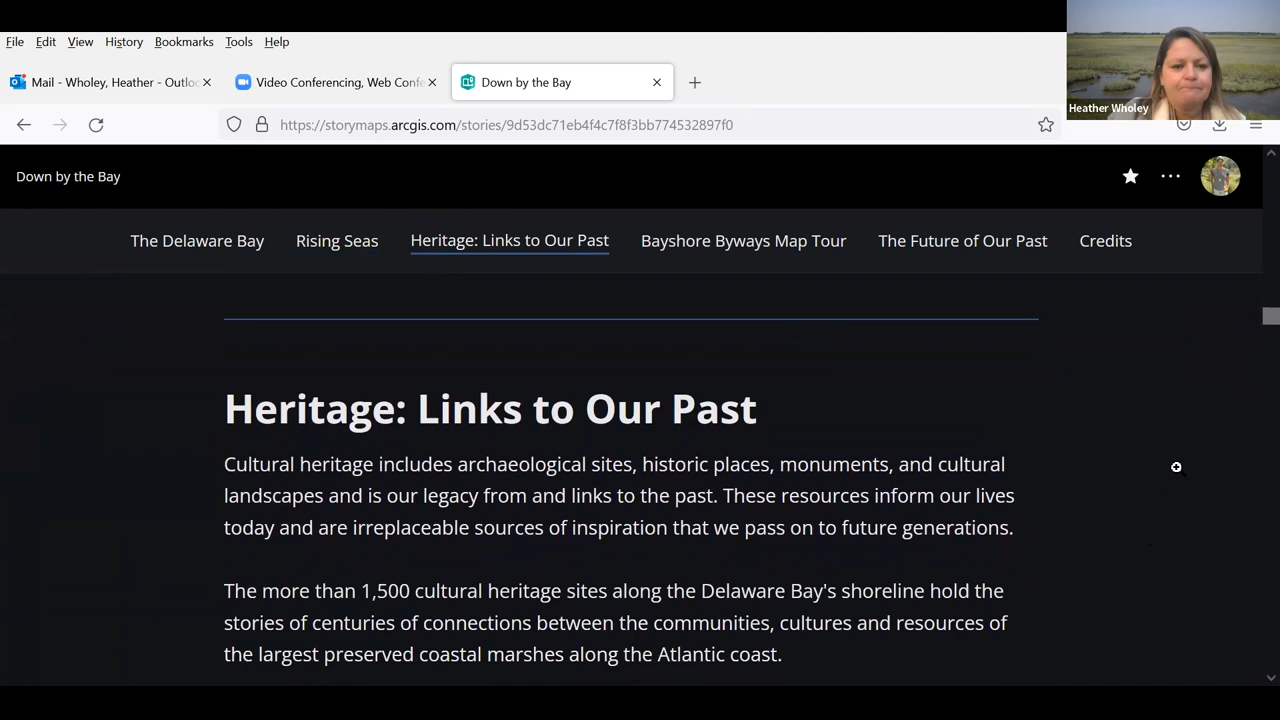 File Edit View History Bookmarks Tools Help
Mail - Wholey, Heather - Outloo
Video Conferencing, Web Confe
Down by the Bay
Heather Wholey
https://storymaps.arcgis.com/stories/9d53dc71eb4f4c7f8f3bb774532897f0
Down by the Bay
The Delaware Bay Rising Seas Heritage: Links to Our Past Bayshore Byways Map Tour The Future of Our Past Credits
Heritage: Links to Our Past
Cultural heritage includes archaeological sites, historic places, monuments, and cultural
landscapes and is our legacy from and links to the past. These resources inform our lives
today and are irreplaceable sources of inspiration that we pass on to future generations.
The more than 1,500 cultural heritage sites along the Delaware Bay's shoreline hold the
stories of centuries of connections between the communities, cultures and resources of
the largest preserved coastal marshes along the Atlantic coast.